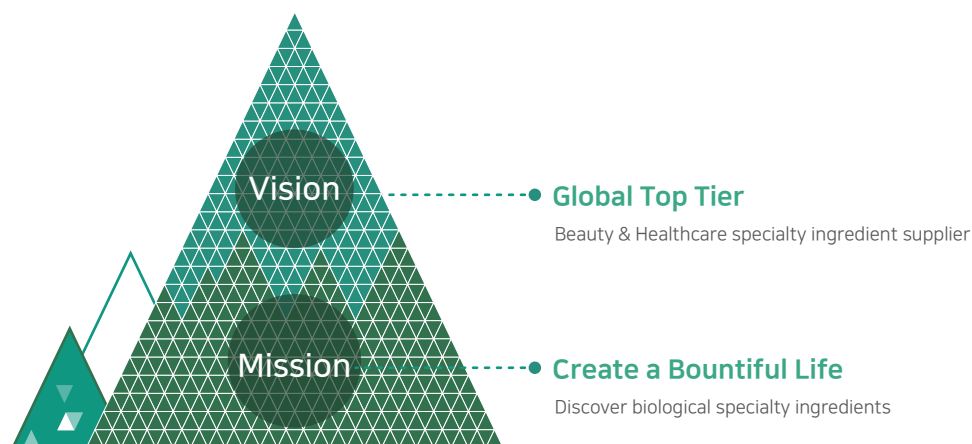 Vision
Global Top Tier
Beauty & Healthcare specialty ingredient supplier
Mission
Create a Bountiful Life
Discover biological specialty ingredients